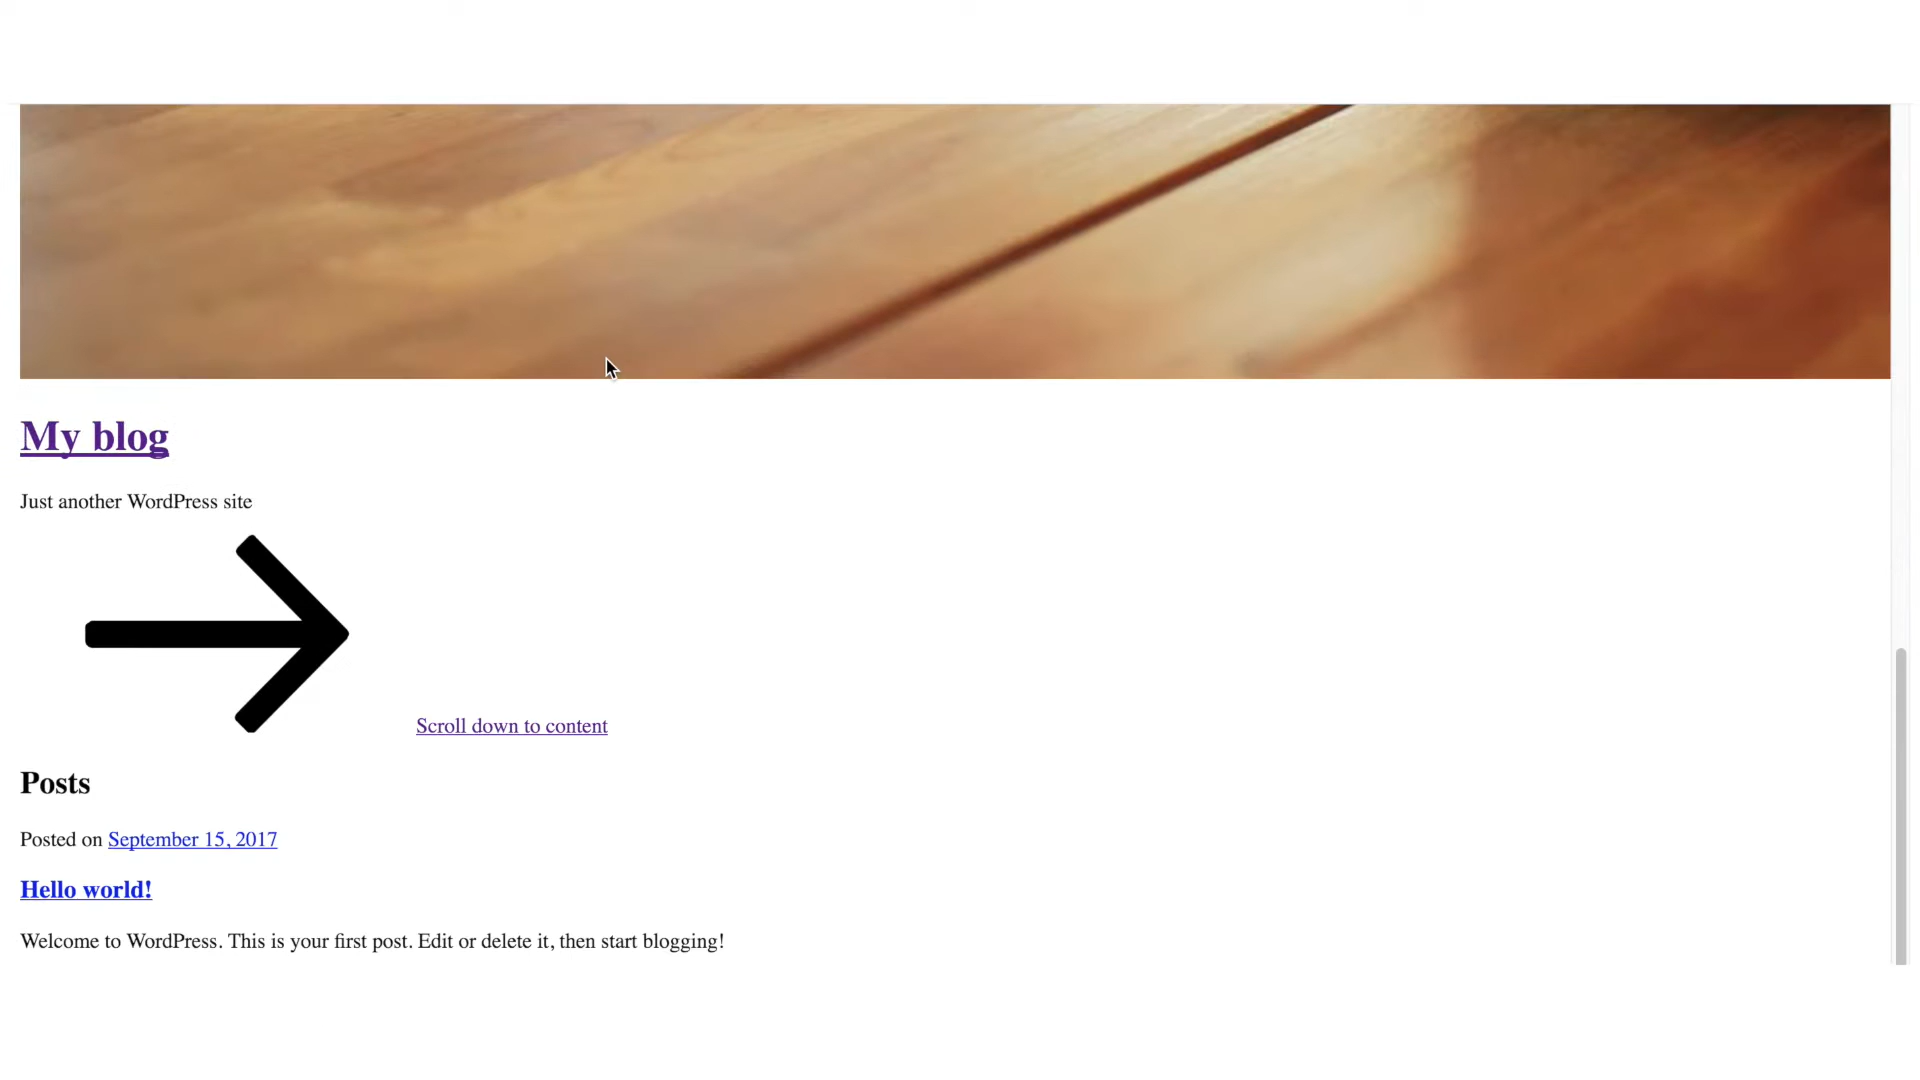 My blog
Just another WordPress site
Scroll down to content
Posts
Posted on September 15, 2017
Hello world!
Welcome to WordPress. This is your first post. Edit or delete it, then start blogging!